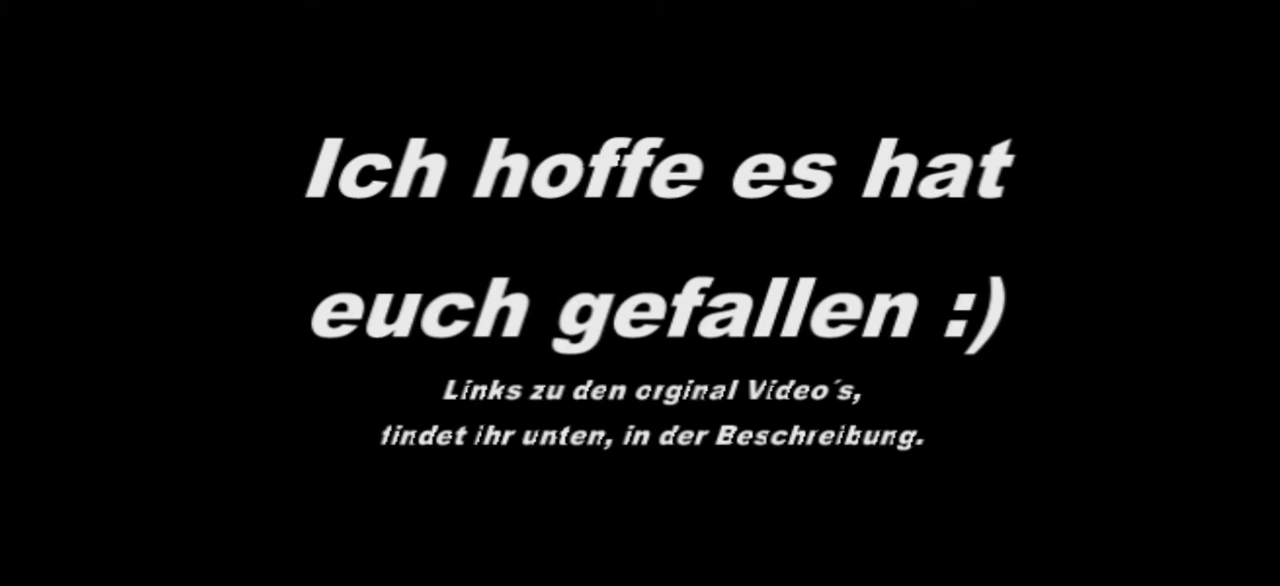 Ich hoffe es hat
euch gefallen :)
Links zu den orginal Video´s,
findet ihr unten, in der Beschreibung.